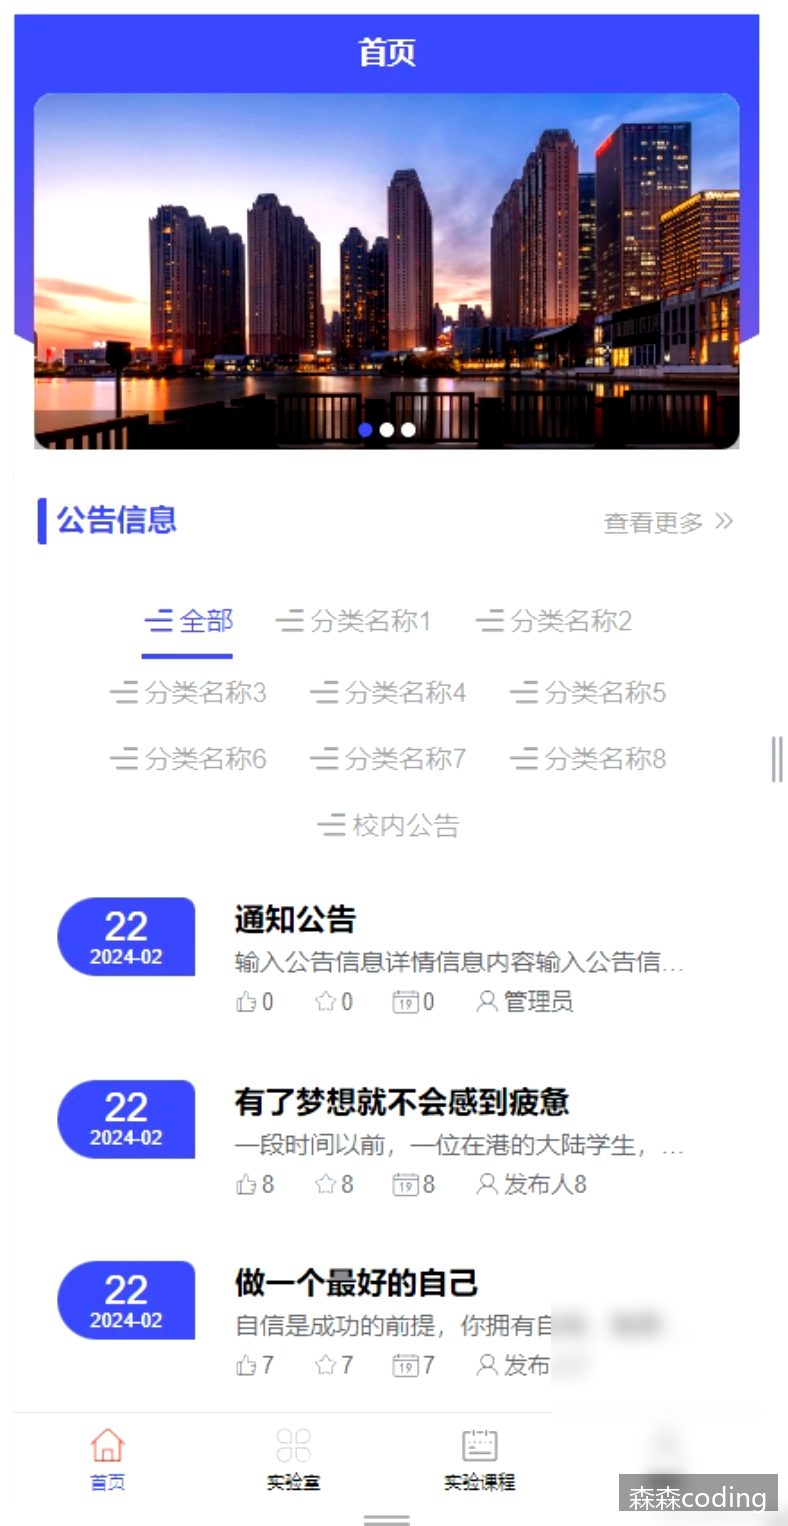 首页
公告信息
查看更多
全部 分类名称1 分类名称2
分类名称3 分类名称4 分类名称5
分类名称6 分类名称7 分类名称8
校内公告
22
2024-02
通知公告
输入公告信息详情信息内容输入公告信...
0 0 19 0 管理员
22
2024-02
有了梦想就不会感到疲惫
一段时间以前，一位在港的大陆学生，...
8 8 19 8 发布人8
22
2024-02
做一个最好的自己
自信是成功的前提，你拥有自
7 7 19 7 发布
首页 实验室 实验课程
森森coding